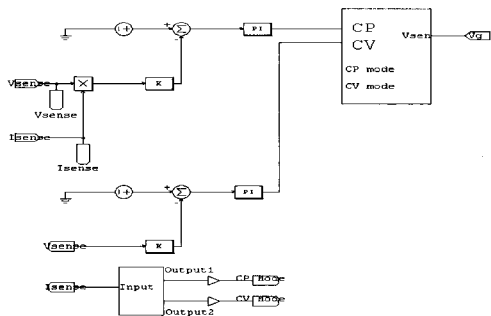 CP
CV
Vsen
Vg
CP mode
CV mode
PI
K
Vsense
Vsense
Isense
Isense
PI
K
Vsense
Isense
Input
Output1
Output2
CP Mode
CV Mode